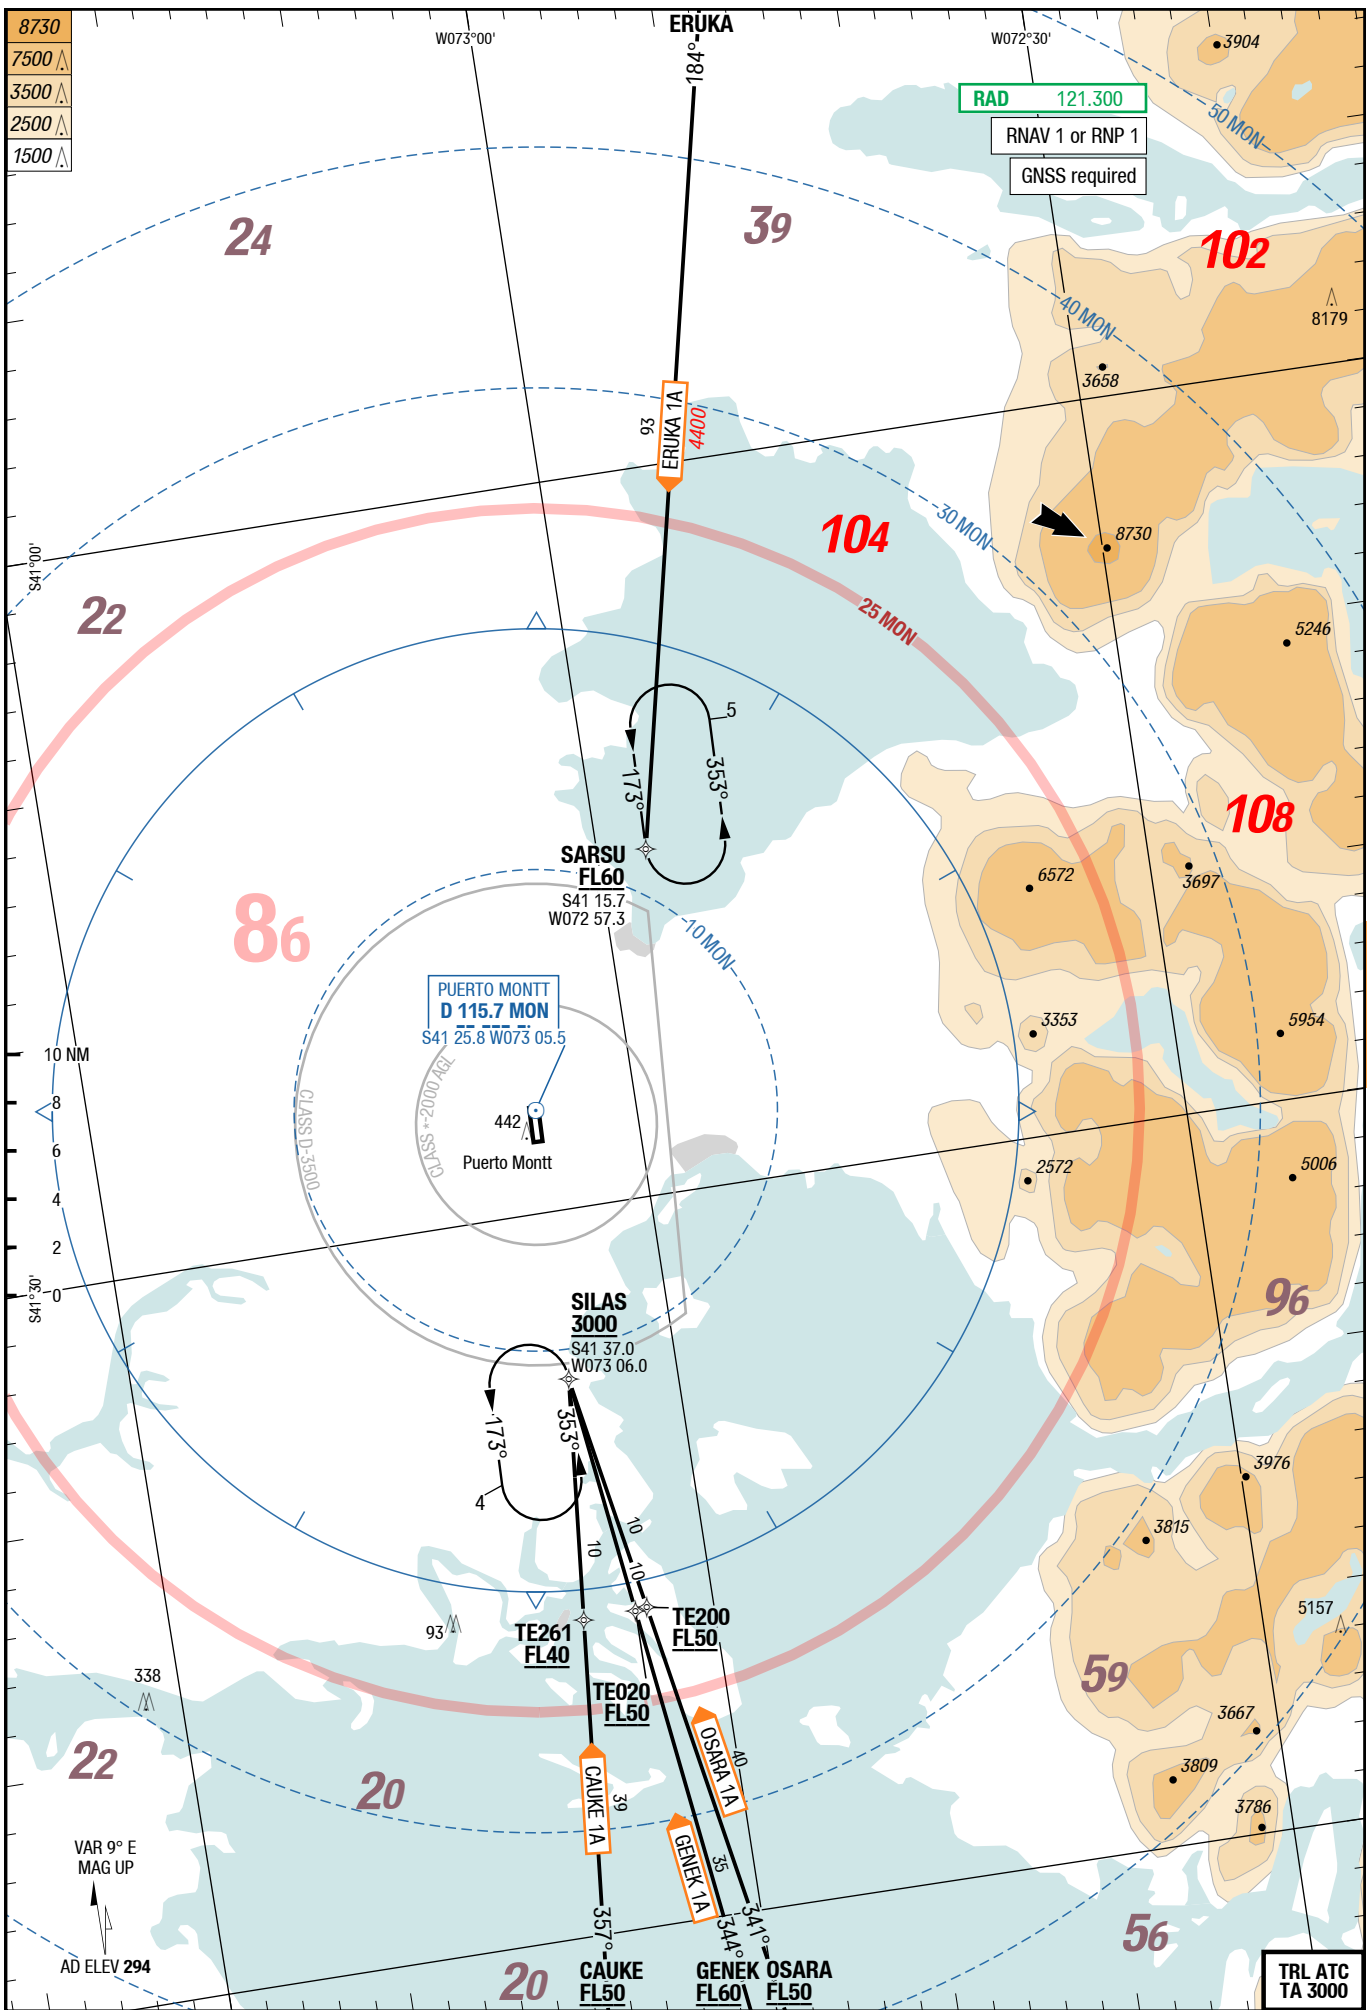 8730
7500
3500
2500
1500
W073°00'
ERUKA
184°
W072°30'
3904
RAD 121.300
RNAV 1 or RNP 1
GNSS required
50 MON
24
39
102
40 MON
8179
3658
93
ERUKA 1A
4400
104
30 MON
8730
S41°00'
22
25 MON
5246
5
173°
353°
108
SARSU
FL60
S41 15.7
W072 57.3
6572
3697
86
10 MON
PUERTO MONTT
D 115.7 MON
S41 25.8 W073 05.5
3353
5954
10 NM
8
6
4
2
0
CLASS D-3500
CLASS *-2000 AGL
442
Puerto Montt
2572
5006
S41°30'
96
SILAS
3000
S41 37.0
W073 06.0
353°
173°
4
3976
3815
10
10
10
93
TE261
FL40
TE200
FL50
5157
338
TE020
FL50
59
3667
OSARA 1A
40
22
20
CAUKE 1A
39
3809
3786
GENEK 1A
35
VAR 9° E
MAG UP
357°
344°
341°
56
AD ELEV 294
20
CAUKE
FL50
GENEK
FL60
OSARA
FL50
TRL ATC
TA 3000